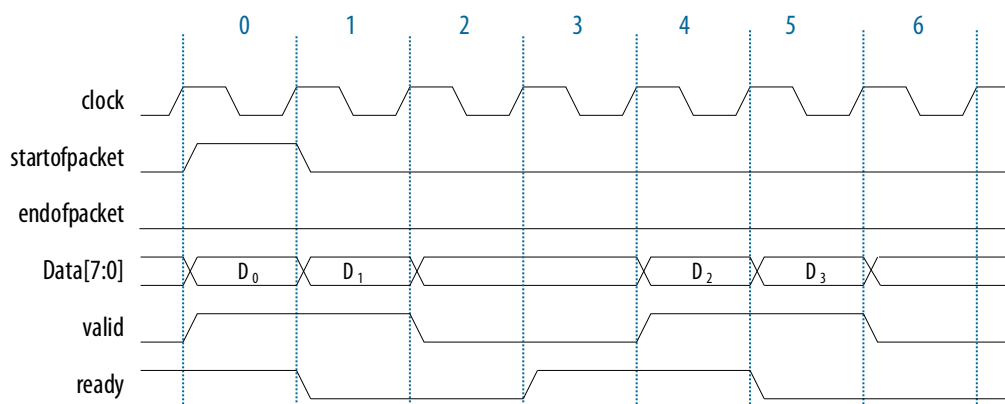 0 1 2 3 4 5 6
clock
startofpacket
endofpacket
Data[7:0] D0 D1 D2 D3
valid
ready